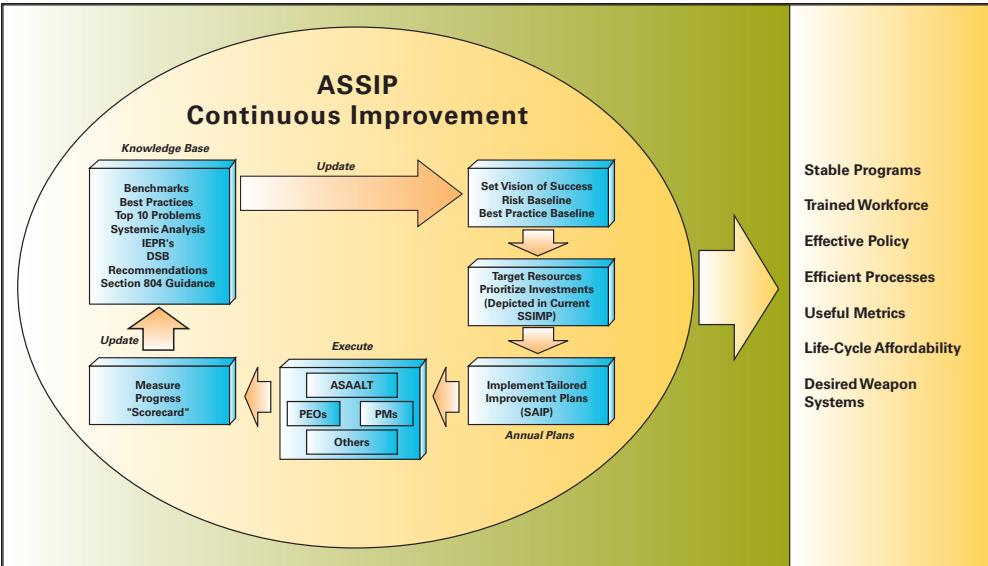 ASSIP
Continuous Improvement
Knowledge Base
Benchmarks
Best Practices
Top 10 Problems
Systemic Analysis
IEPR's
DSB
Recommendations
Section 804 Guidance
Update
Set Vision of Success
Risk Baseline
Best Practice Baseline
Target Resources
Prioritize Investments
(Depicted in Current
SSIMP)
Implement Tailored
Improvement Plans
(SAIP)
Annual Plans
Execute
ASAALT
PEOs
PMs
Others
Measure
Progress
"Scorecard"
Update
Stable Programs
Trained Workforce
Effective Policy
Efficient Processes
Useful Metrics
Life-Cycle Affordability
Desired Weapon
Systems